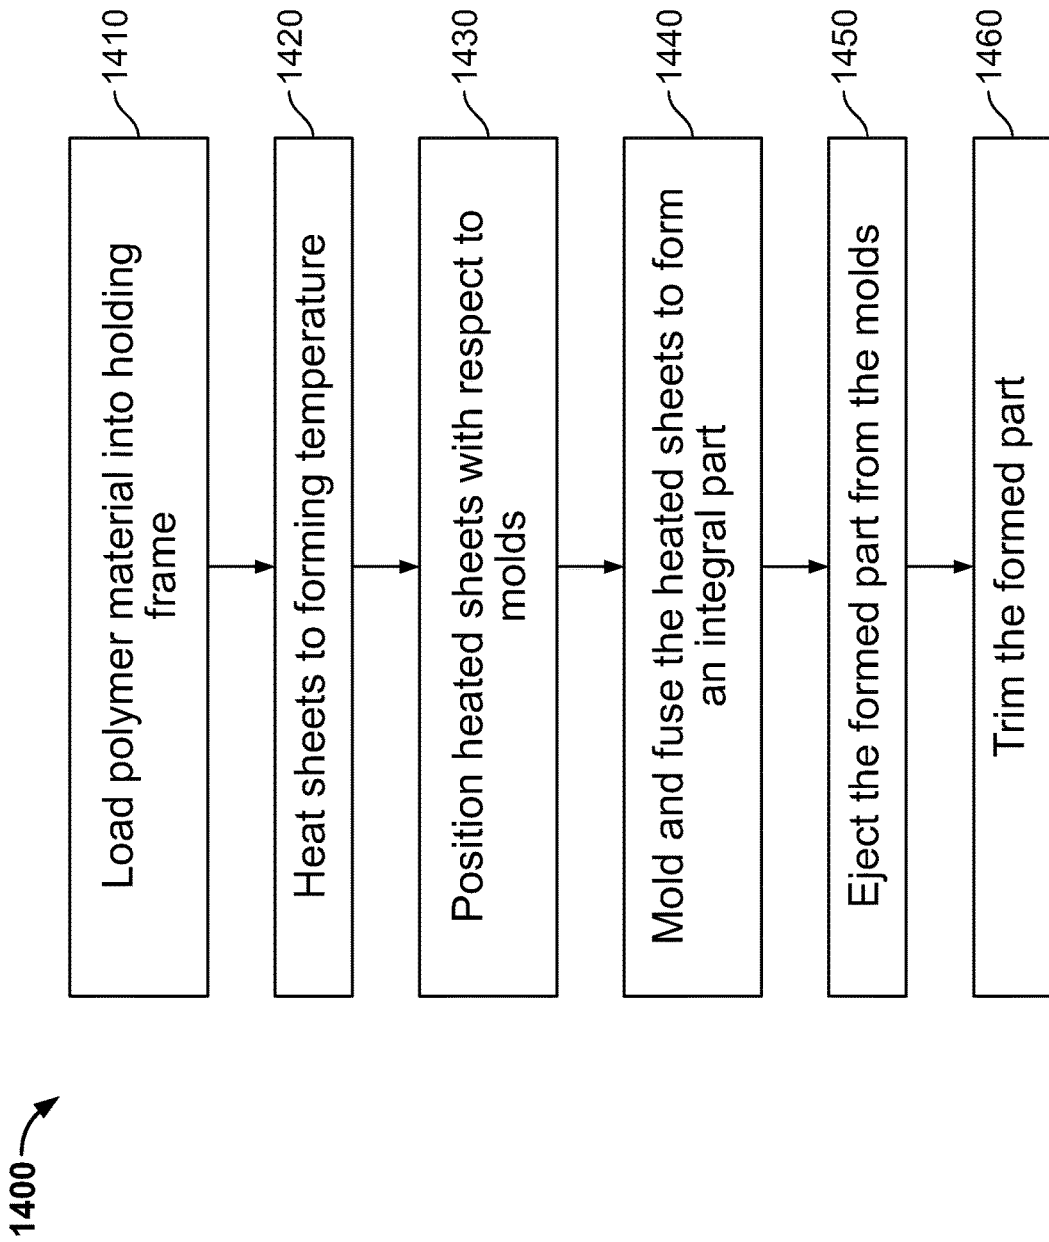 1400
Load polymer material into holding
frame
1410
Heat sheets to forming temperature
1420
Position heated sheets with respect to
molds
1430
Mold and fuse the heated sheets to form
an integral part
1440
Eject the formed part from the molds
1450
Trim the formed part
1460